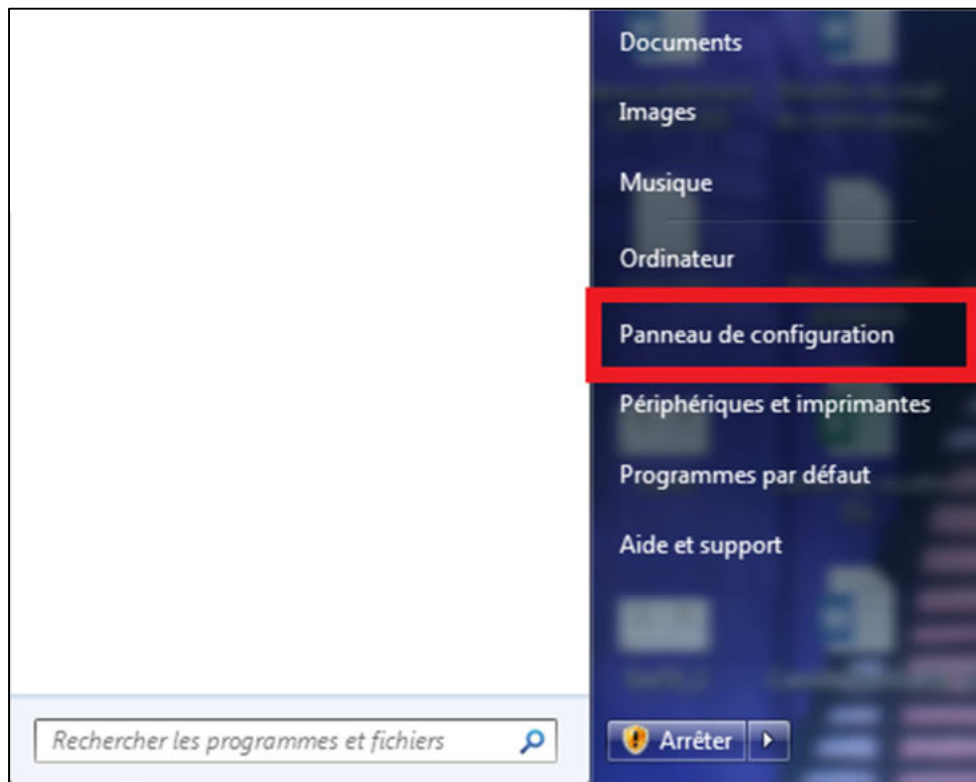 Documents
Images
Musique
Ordinateur
Panneau de configuration
Périphériques et imprimantes
Programmes par défaut
Aide et support
Rechercher les programmes et fichiers
Arrêter